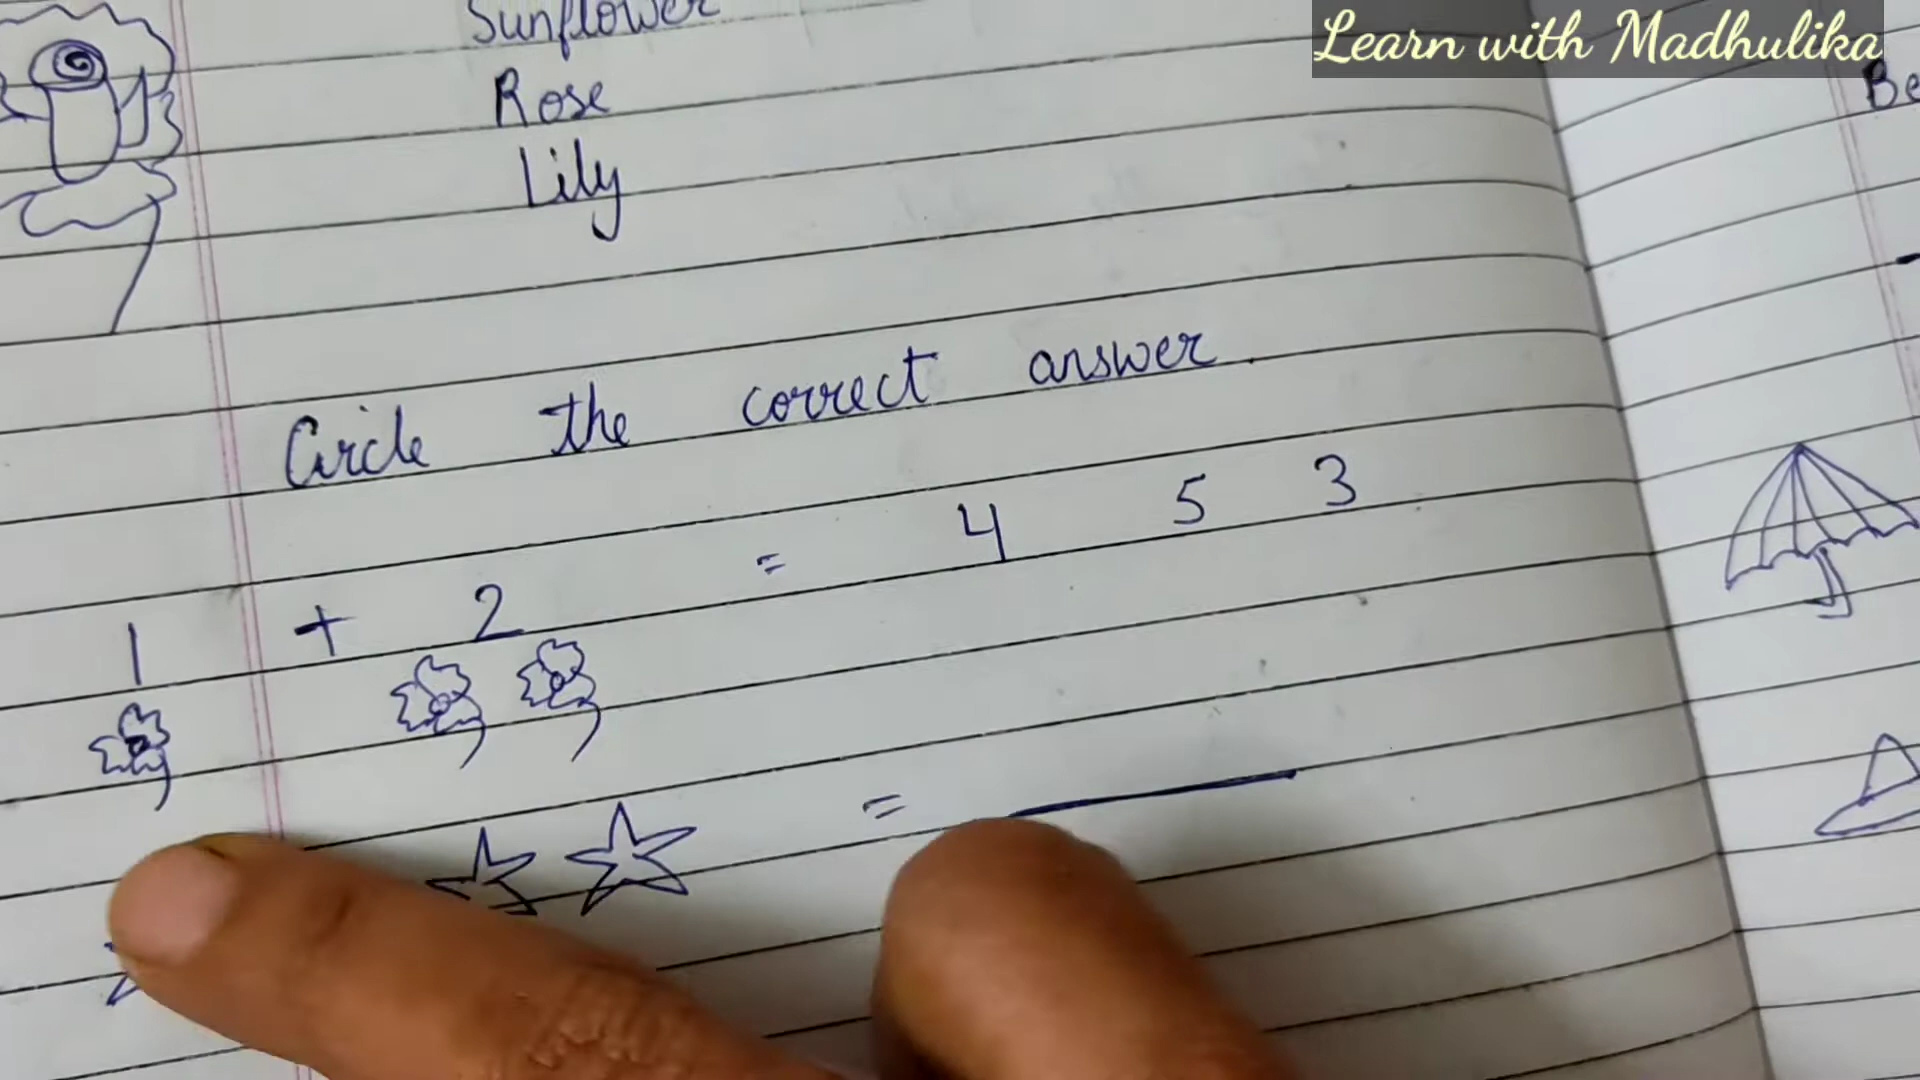 Learn with Madhulika
Sunflower
Rose
Lily
Circle the correct answer.
1 + 2 = 4 5 3
=